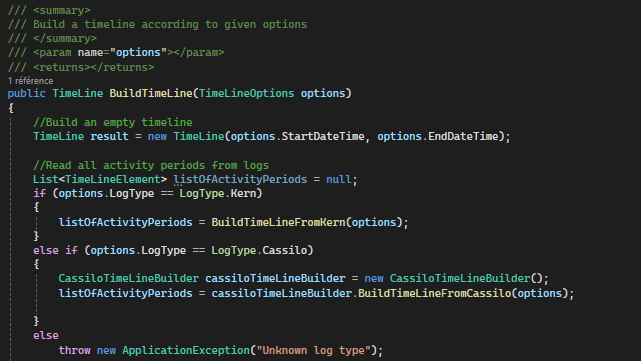 /// <summary>
/// Build a timeline according to given options
/// </summary>
/// <param name="options"></param>
/// <returns></returns>
1 référence
public TimeLine BuildTimeLine(TimeLineOptions options)
{
    //Build an empty timeline
    TimeLine result = new TimeLine(options.StartDateTime, options.EndDateTime);

    //Read all activity periods from logs
    List<TimeLineElement> listOfActivityPeriods = null;
    if (options.LogType == LogType.Kern)
    {
        listOfActivityPeriods = BuildTimeLineFromKern(options);
    }
    else if (options.LogType == LogType.Cassilo)
    {
        CassiloTimeLineBuilder cassiloTimeLineBuilder = new CassiloTimeLineBuilder();
        listOfActivityPeriods = cassiloTimeLineBuilder.BuildTimeLineFromCassilo(options);

    }
    else
        throw new ApplicationException("Unknown log type");